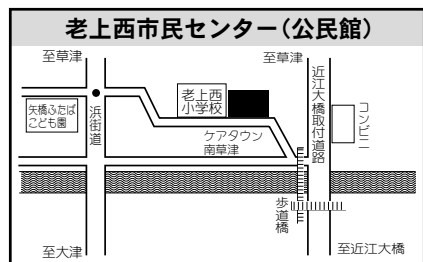 老上西市民センター(公民館)
至草津
至草津
老上西
小学校
矢橋ふたば
こども園
浜街道
近江大橋取付道路
コンビニ
ケアタウン
南草津
歩道橋
至大津
至近江大橋